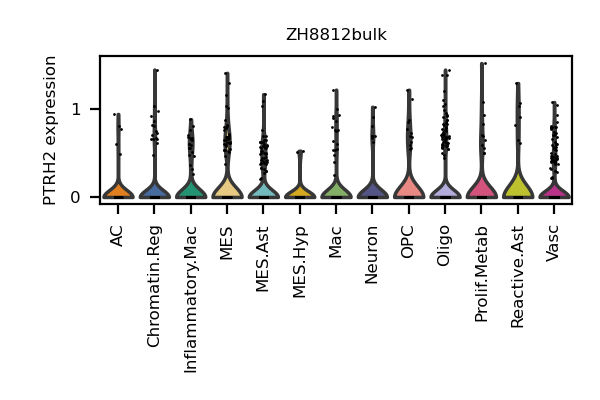 ZH8812bulk
PTRH2 expression
1
0
AC
Chromatin.Reg
Inflammatory.Mac
MES
MES.Ast
MES.Hyp
Mac
Neuron
OPC
Oligo
Prolif.Metab
Reactive.Ast
Vasc